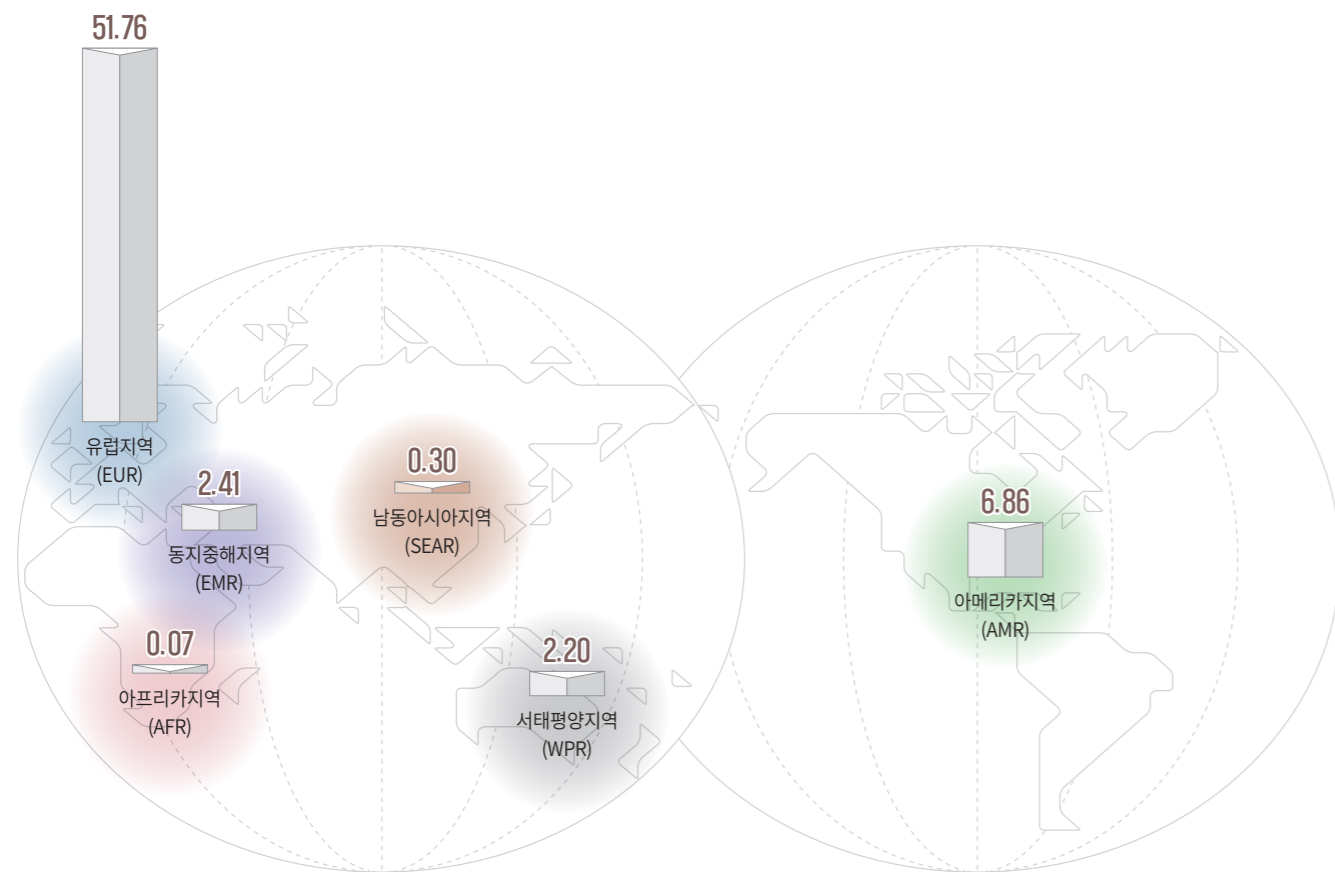 51.76
유럽지역
(EUR)
2.41
동지중해지역
(EMR)
0.30
남동아시아지역
(SEAR)
6.86
아메리카지역
(AMR)
0.07
아프리카지역
(AFR)
2.20
서태평양지역
(WPR)